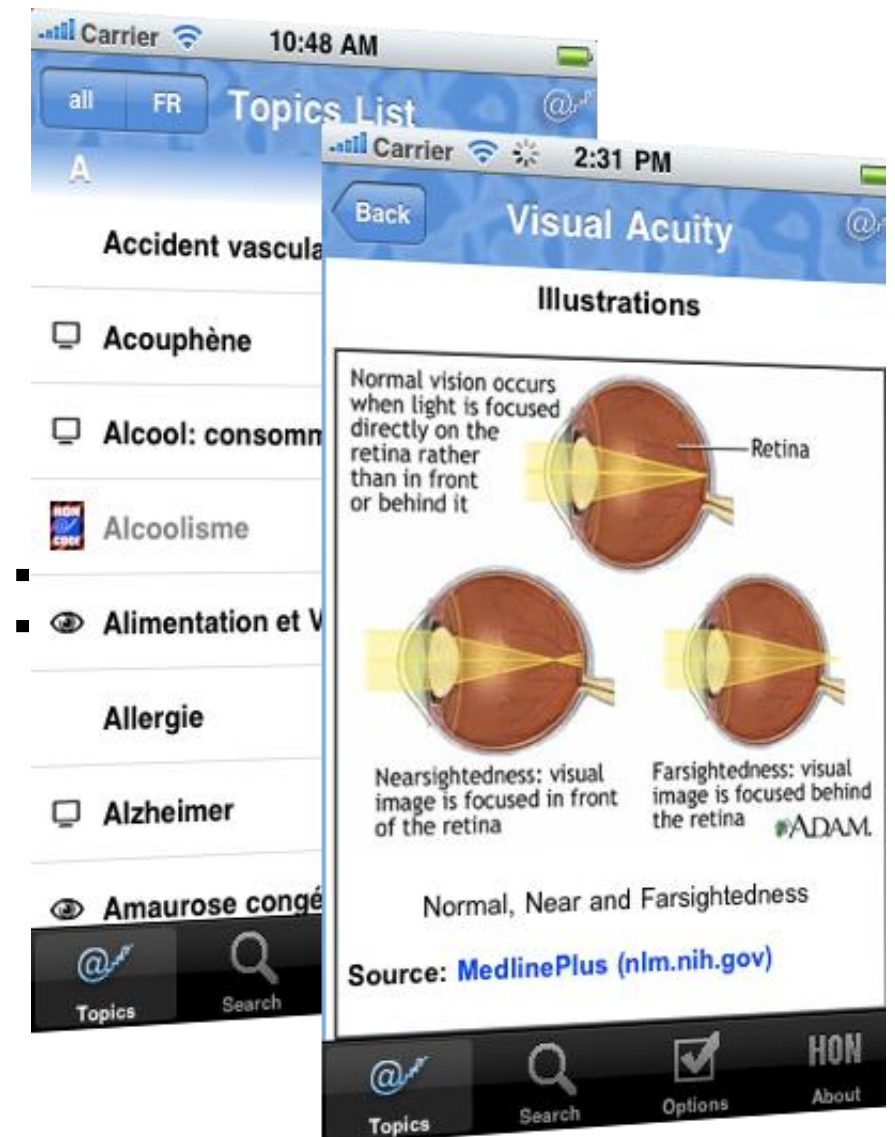 Carrier 10:48 AM
all FR Topics List
A
Accident vascula
Acouphène
Alcool: consomm
HON
CODE
Alcoolisme
Alimentation et V
Allergie
Alzheimer
Amaurose congé
Topics Search
Carrier 2:31 PM
Back Visual Acuity
Illustrations
Normal vision occurs
when light is focused
directly on the
retina rather
than in front
or behind it
Retina
Nearsightedness: visual
image is focused in front
of the retina
Farsightedness: visual
image is focused behind
the retina
ADAM.
Normal, Near and Farsightedness
Source: MedlinePlus (nlm.nih.gov)
Topics Search Options HON About